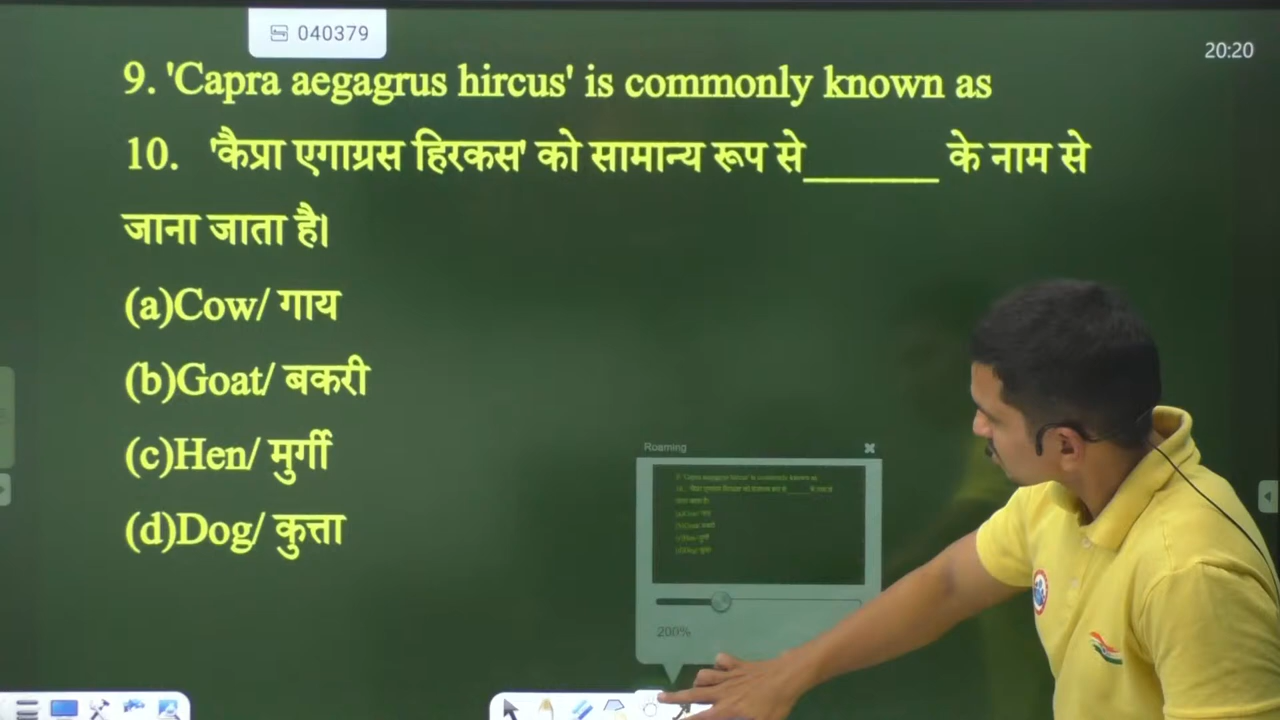 040379
20:20
9. 'Capra aegagrus hircus' is commonly known as
10. 'कैप्रा एगाग्रस हिरकस' को सामान्य रूप से______ के नाम से
जाना जाता है।
(a)Cow/ गाय
(b)Goat/ बकरी
(c)Hen/ मुर्गी
(d)Dog/ कुत्ता
Roaming
200%